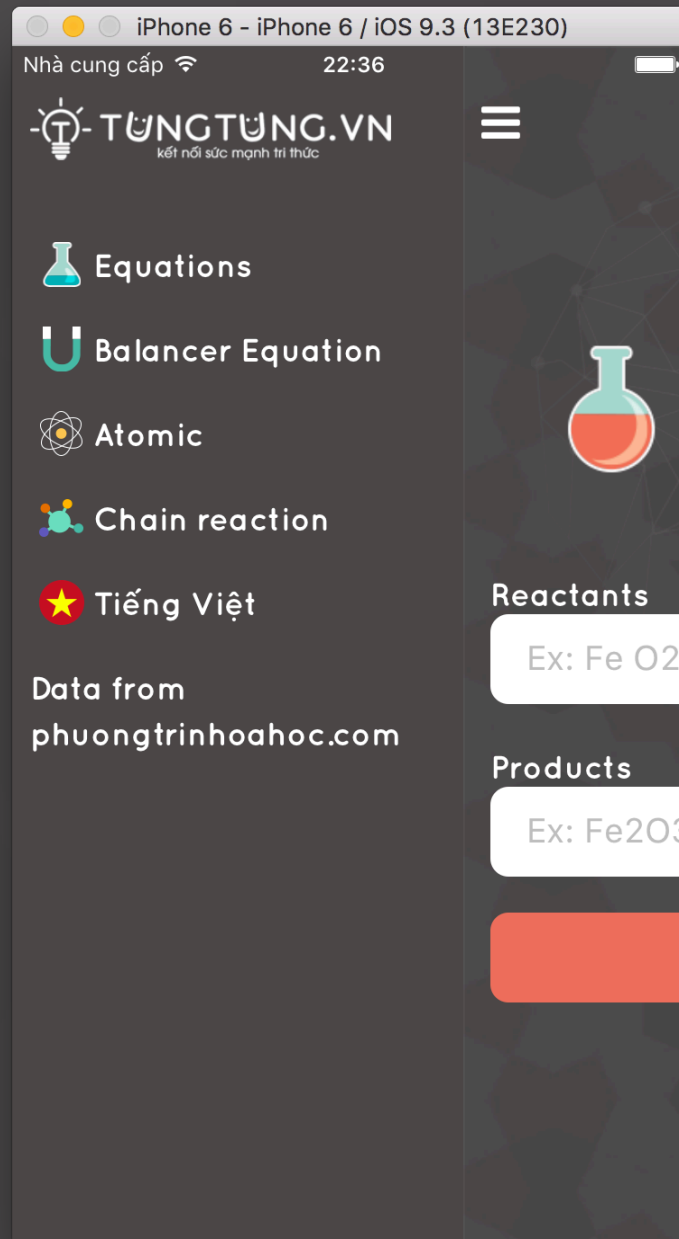 iPhone 6 - iPhone 6 / iOS 9.3 (13E230)
Nhà cung cấp 22:36
TÜNGTÜNG.VN
kết nối sức mạnh tri thức
Equations
Balancer Equation
Atomic
Chain reaction
Tiếng Việt
Data from
phuongtrinhoahoc.com
Reactants
Ex: Fe O2
Products
Ex: Fe2O3